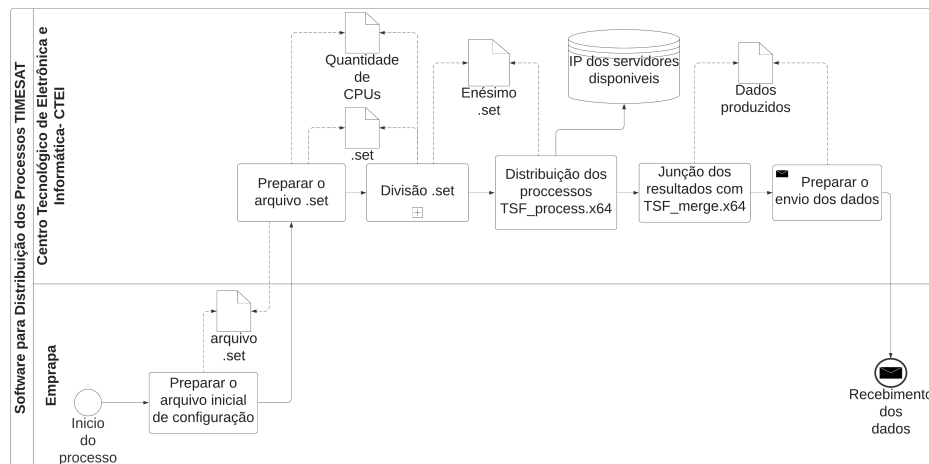 Software para Distribuição dos Processos TIMESAT
Centro Tecnológico de Eletrônica e
Informática- CTEI
Quantidade
de
CPUs
.set
Enésimo
.set
IP dos servidores
disponiveis
Dados
produzidos
Preparar o
arquivo .set
Divisão .set
Distribuição dos
proccessos
TSF_process.x64
Junção dos
resultados com
TSF_merge.x64
Preparar o
envio dos dados
Emprapa
arquivo
.set
Inicio
do
processo
Preparar o
arquivo inicial
de configuração
Recebimento
dos
dados